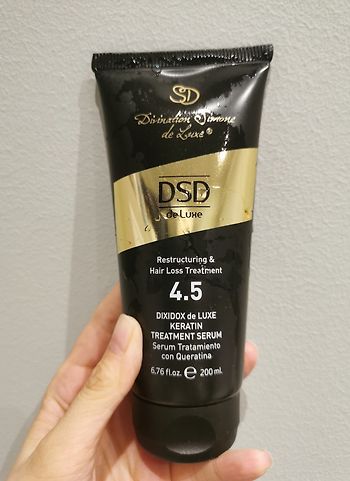 SD
Divination Simone
de Luxe®
DSD
de Luxe
Restructuring &
Hair Loss Treatment
4.5
DIXIDOX de LUXE
KERATIN
TREATMENT SERUM
Serum Tratamiento
con Queratina
6.76 fl.oz. e 200 ml.